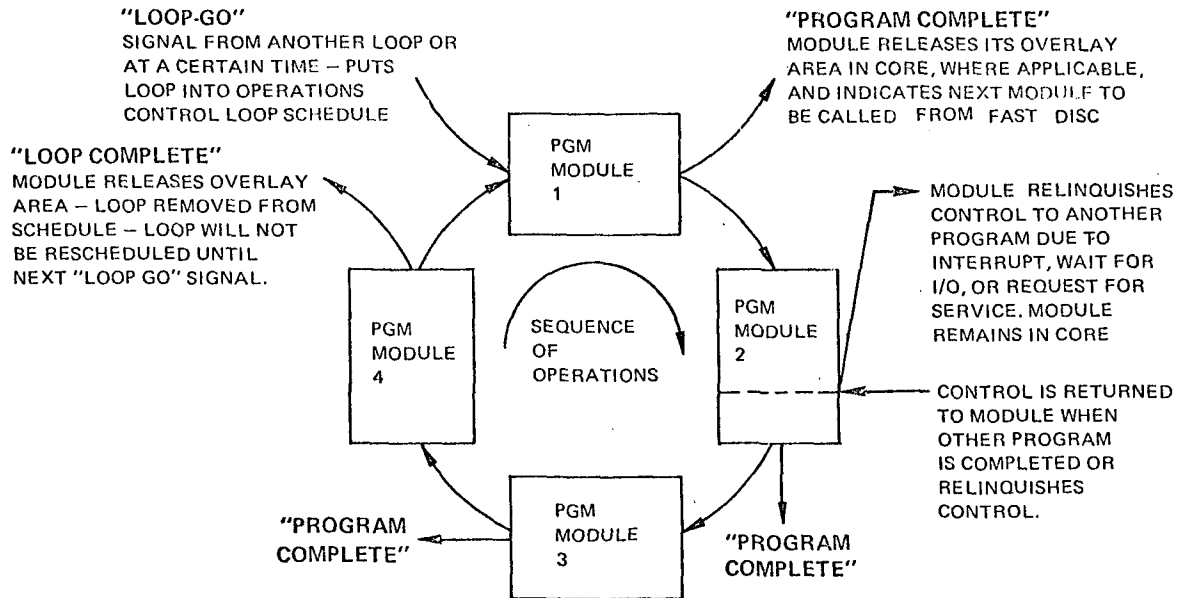 "LOOP-GO"
SIGNAL FROM ANOTHER LOOP OR
AT A CERTAIN TIME – PUTS
LOOP INTO OPERATIONS
CONTROL LOOP SCHEDULE
"PROGRAM COMPLETE"
MODULE RELEASES ITS OVERLAY
AREA IN CORE, WHERE APPLICABLE,
AND INDICATES NEXT MODULE TO
BE CALLED FROM FAST DISC
"LOOP COMPLETE"
MODULE RELEASES OVERLAY
AREA – LOOP REMOVED FROM
SCHEDULE – LOOP WILL NOT
BE RESCHEDULED UNTIL
NEXT "LOOP GO" SIGNAL.
PGM
MODULE
1
MODULE RELINQUISHES
CONTROL TO ANOTHER
PROGRAM DUE TO
INTERRUPT, WAIT FOR
I/O, OR REQUEST FOR
SERVICE. MODULE
REMAINS IN CORE
PGM
MODULE
2
SEQUENCE
OF
OPERATIONS
PGM
MODULE
4
CONTROL IS RETURNED
TO MODULE WHEN
OTHER PROGRAM
IS COMPLETED OR
RELINQUISHES
CONTROL.
PGM
MODULE
3
"PROGRAM
COMPLETE"
"PROGRAM
COMPLETE"